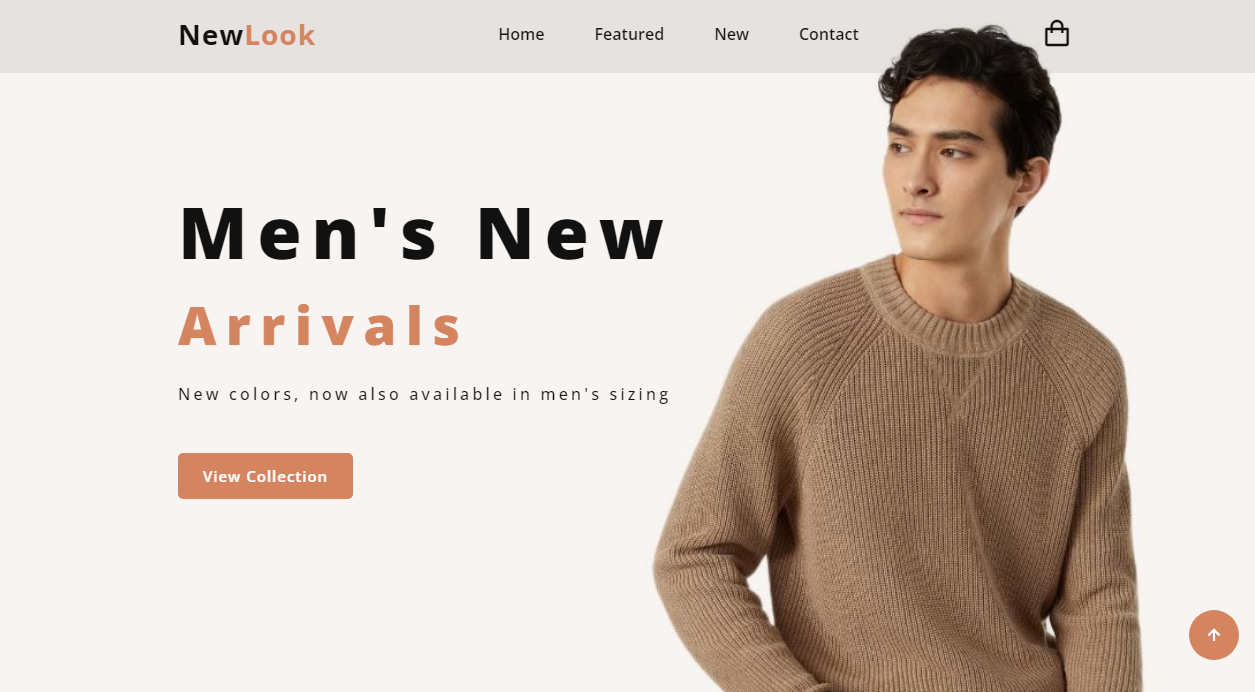 NewLook
Home Featured New Contact
Men's New
Arrivals
New colors, now also available in men's sizing
View Collection